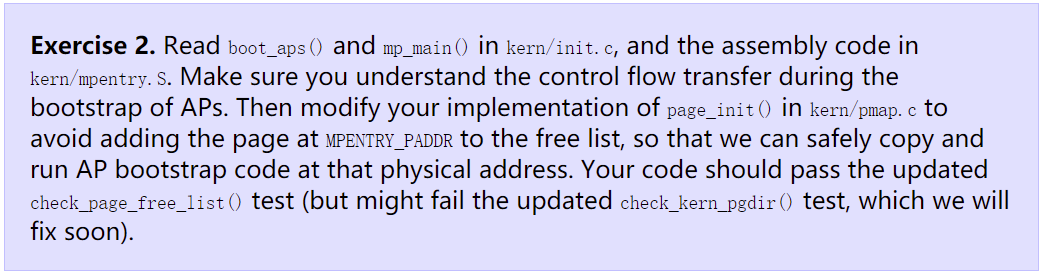 Exercise 2. Read boot_aps() and mp_main() in kern/init.c, and the assembly code in
kern/mpentry.S. Make sure you understand the control flow transfer during the
bootstrap of APs. Then modify your implementation of page_init() in kern/pmap.c to
avoid adding the page at MPENTRY_PADDR to the free list, so that we can safely copy and
run AP bootstrap code at that physical address. Your code should pass the updated
check_page_free_list() test (but might fail the updated check_kern_pgdir() test, which we will
fix soon).